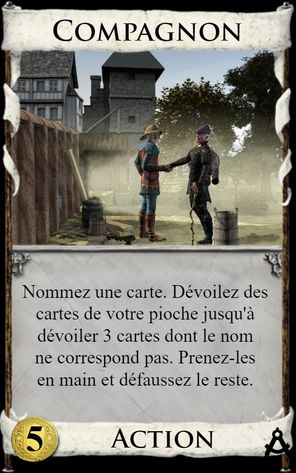 COMPAGNON
Nommez une carte. Dévoilez des
cartes de votre pioche jusqu'à
dévoiler 3 cartes dont le nom
ne correspond pas. Prenez-les
en main et défaussez le reste.
5
ACTION